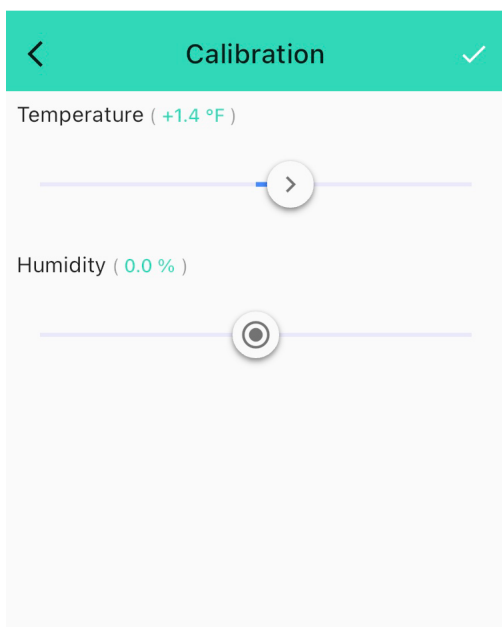 Calibration
Temperature ( +1.4 °F )
Humidity ( 0.0 % )